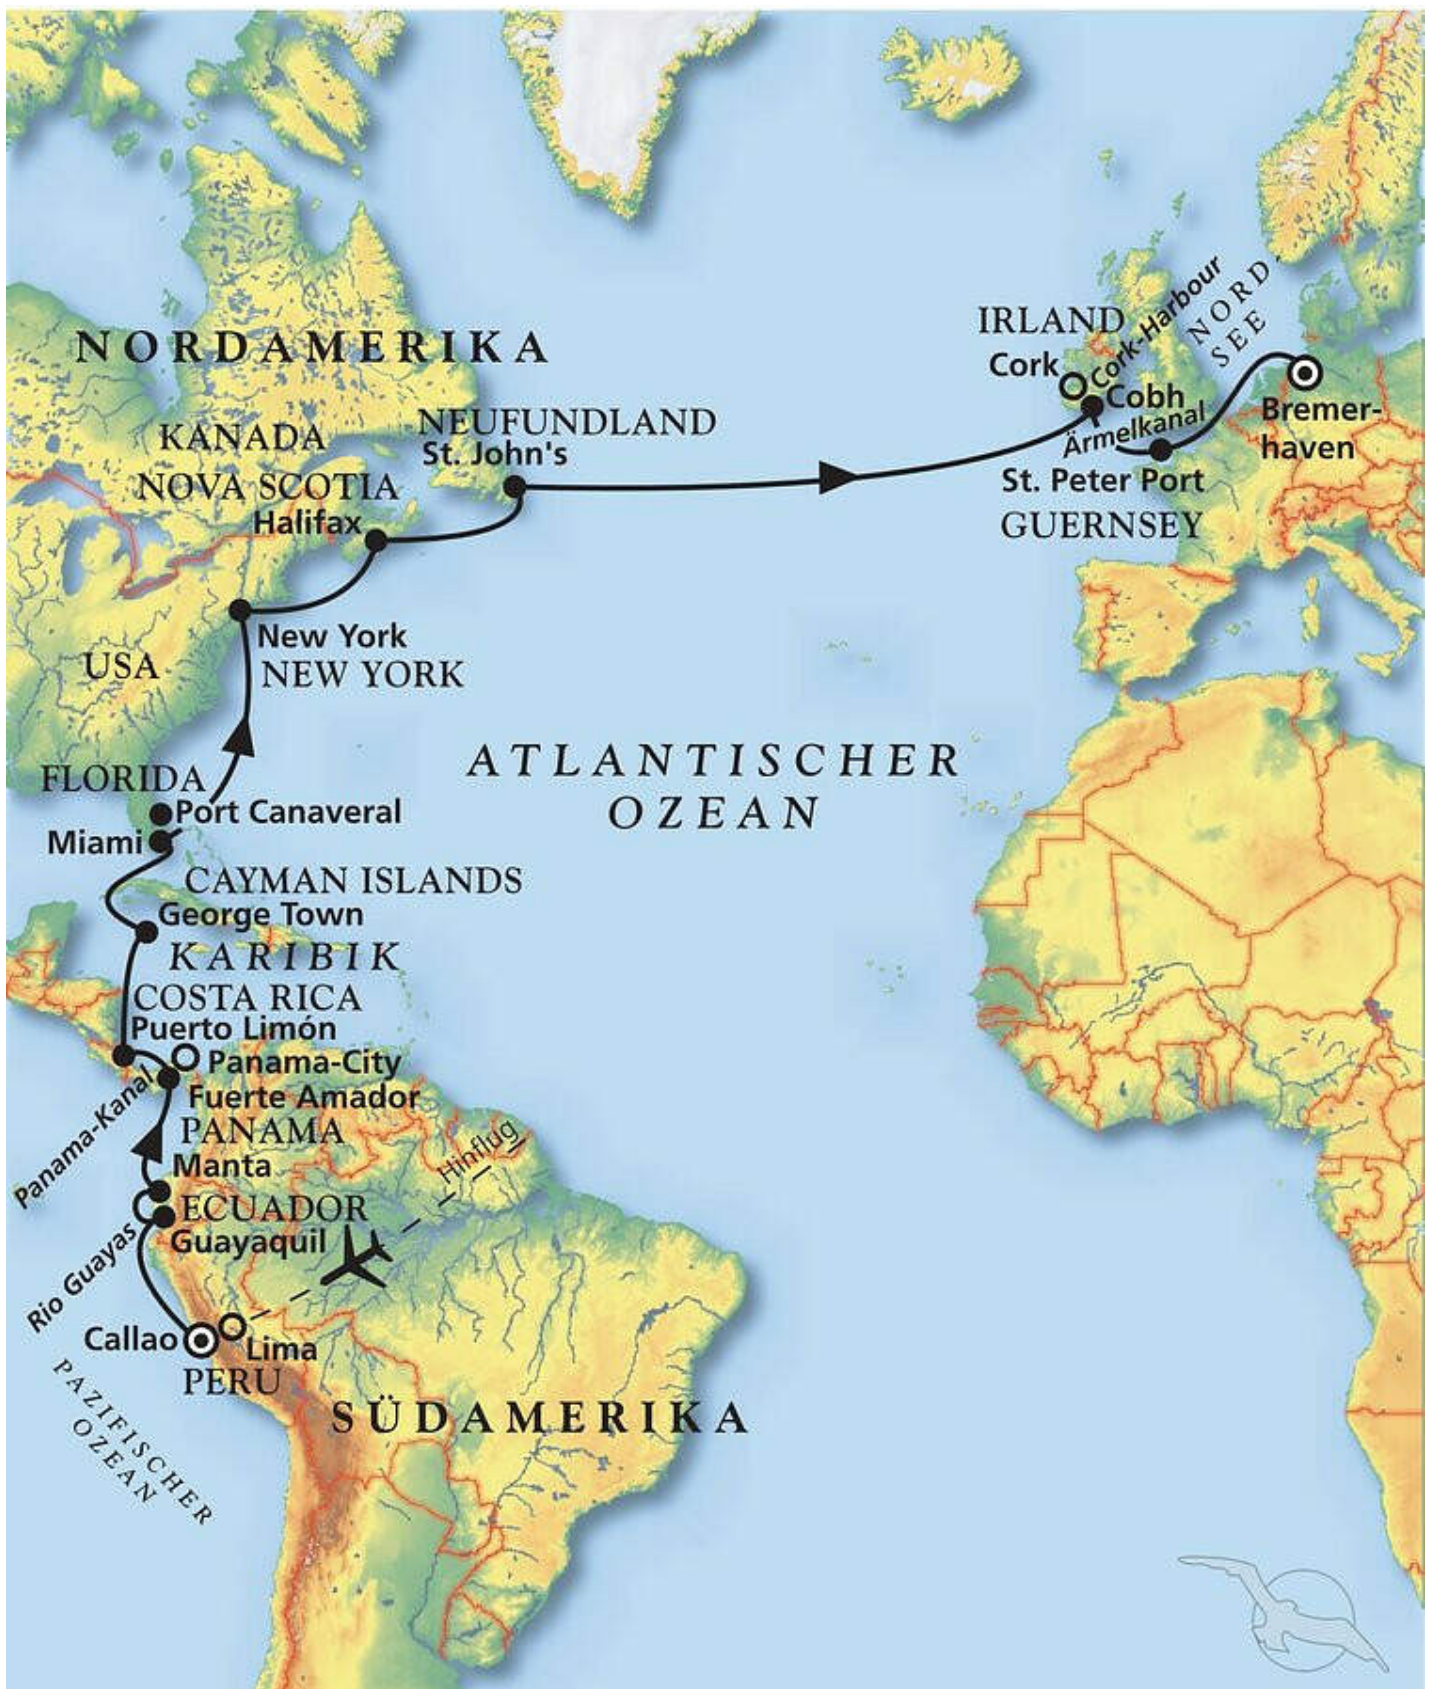 NORDAMERIKA
KANADA
NEUFUNDLAND
St. John's
NOVA SCOTIA
Halifax
New York
NEW YORK
USA
IRLAND
Cork
Cork-Harbour
Cobh
NORD-
SEE
Ärmelkanal
Bremer-
haven
St. Peter Port
GUERNSEY
ATLANTISCHER
OZEAN
FLORIDA
Port Canaveral
Miami
CAYMAN ISLANDS
George Town
KARIBIK
COSTA RICA
Puerto Limón
Panama-City
Panama-Kanal
Fuerte Amador
PANAMA
Manta
ECUADOR
Guayaquil
Rio Guayas
Hinflug
Callao
Lima
PERU
PAZIFISCHER
OZEAN
SÜDAMERIKA